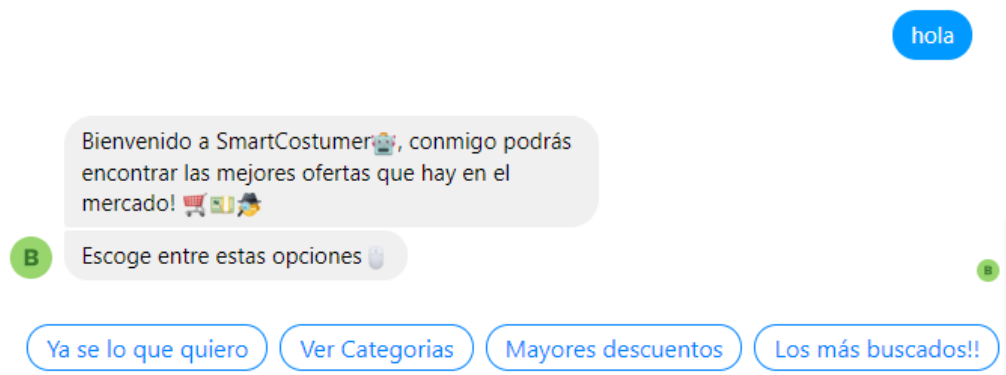 hola
Bienvenido a SmartCostumer🤖, conmigo podrás
encontrar las mejores ofertas que hay en el
mercado! 🛒💵🕵
Escoge entre estas opciones🖱
B
B
Ya se lo que quiero
Ver Categorias
Mayores descuentos
Los más buscados!!